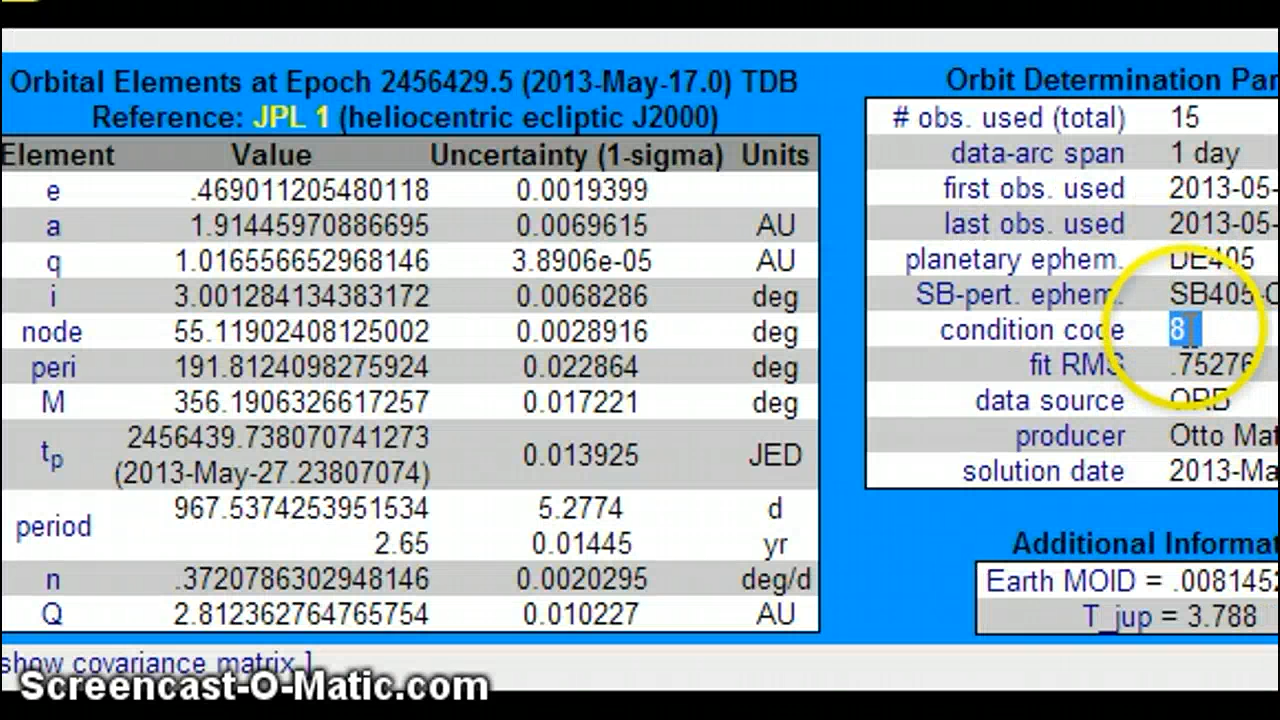 Orbital Elements at Epoch 2456429.5 (2013-May-17.0) TDB
Reference: JPL 1 (heliocentric ecliptic J2000)
Element Value Uncertainty (1-sigma) Units
e .469011205480118 0.0019399
a 1.91445970886695 0.0069615 AU
q 1.016556652968146 3.8906e-05 AU
i 3.001284134383172 0.0068286 deg
node 55.11902408125002 0.0028916 deg
peri 191.8124098275924 0.022864 deg
M 356.1906326617257 0.017221 deg
tp 2456439.738070741273 0.013925 JED
(2013-May-27.23807074)
period 967.5374253951534 5.2774 d
2.65 0.01445 yr
n .3720786302948146 0.0020295 deg/d
Q 2.812362764765754 0.010227 AU
show covariance matrix ]
Orbit Determination Par
# obs. used (total) 15
data-arc span 1 day
first obs. used 2013-05-
last obs. used 2013-05-
planetary ephem. DE405
SB-pert. ephem. SB405-C
condition code 8
fit RMS .75276
data source ORB
producer Otto Mat
solution date 2013-Ma
Additional Informat
Earth MOID = .0081452
T_jup = 3.788
Screencast-O-Matic.com